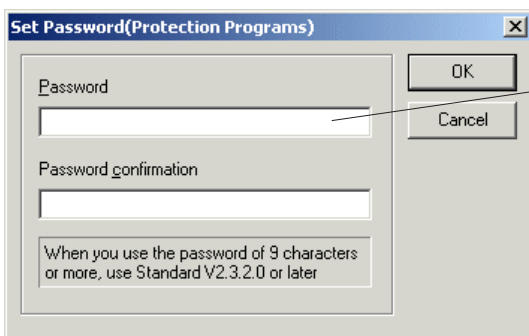 Set Password(Protection Programs)
OK
Password
Cancel
Password confirmation
When you use the password of 9 characters
or more, use Standard V2.3.2.0 or later